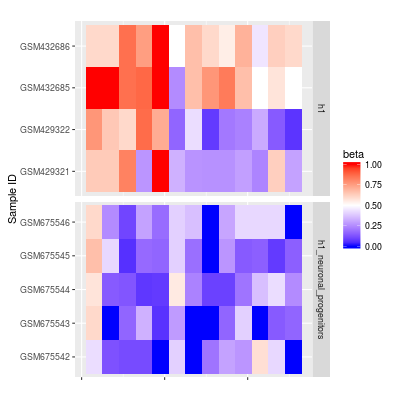 GSM432686
GSM432685
GSM429322
GSM429321
h1
GSM675546
GSM675545
GSM675544
GSM675543
GSM675542
h1_neuronal_progenitors
Sample ID
beta
1.00
0.75
0.50
0.25
0.00